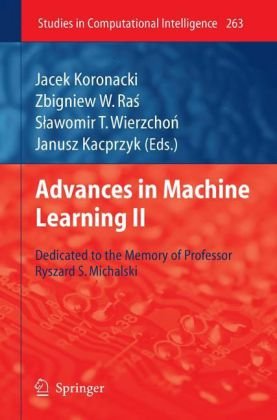 Studies in Computational Intelligence 263
Jacek Koronacki
Zbigniew W. Raś
Sławomir T. Wierzchoń
Janusz Kacprzyk (Eds.)
Advances in Machine
Learning II
Dedicated to the Memory of Professor
Ryszard S. Michalski
Springer